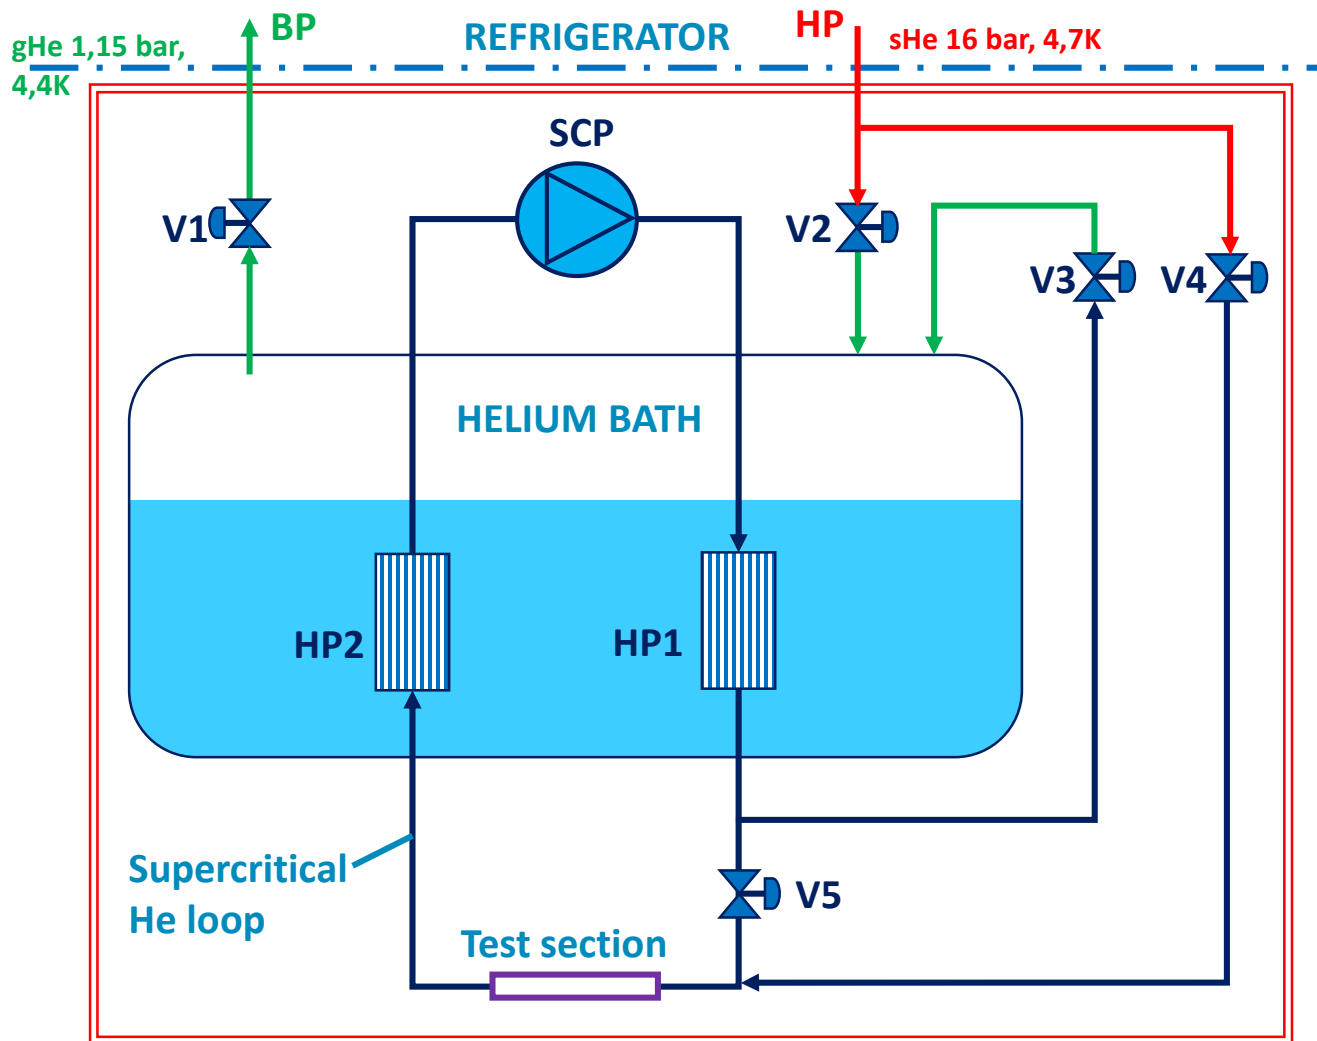 BP
REFRIGERATOR
HP
gHe 1,15 bar,
4,4K
sHe 16 bar, 4,7K
SCP
V1
V2
V3
V4
HELIUM BATH
HP2
HP1
Supercritical
He loop
V5
Test section